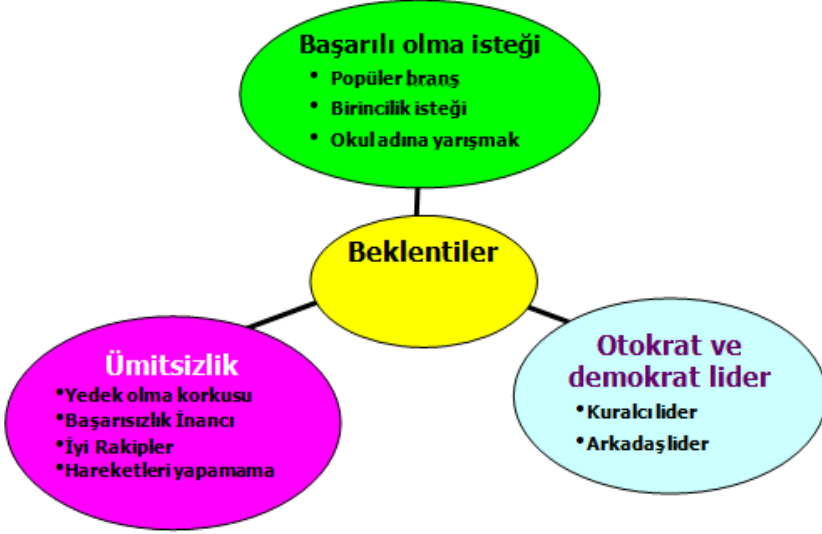 Başarılı olma isteği
• Popüler branş
• Birincilik isteği
• Okul adına yarışmak
Beklentiler
Ümitsizlik
•Yedek olma korkusu
•Başarısızlık İnancı
•İyi Rakipler
•Hareketleri yapamama
Otokrat ve
demokrat lider
•Kuralcı lider
•Arkadaş lider